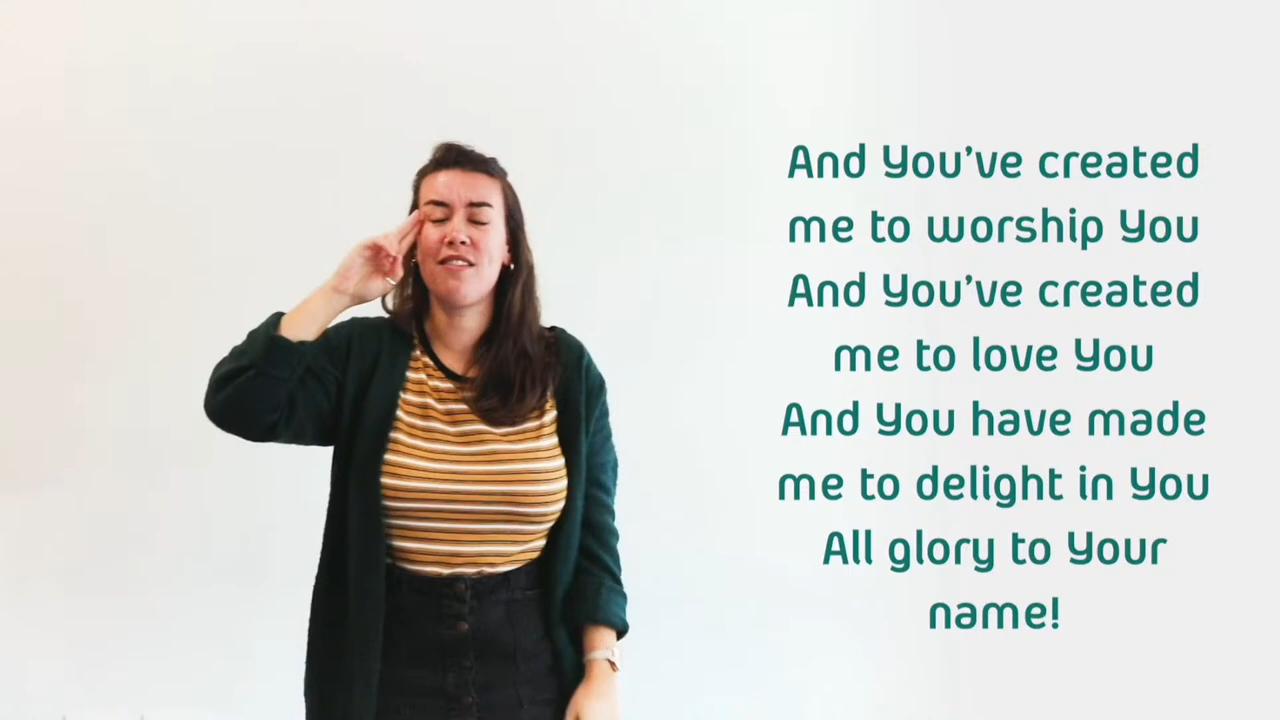 And You've created
me to worship You
And You've created
me to love You
And You have made
me to delight in You
All glory to Your
name!